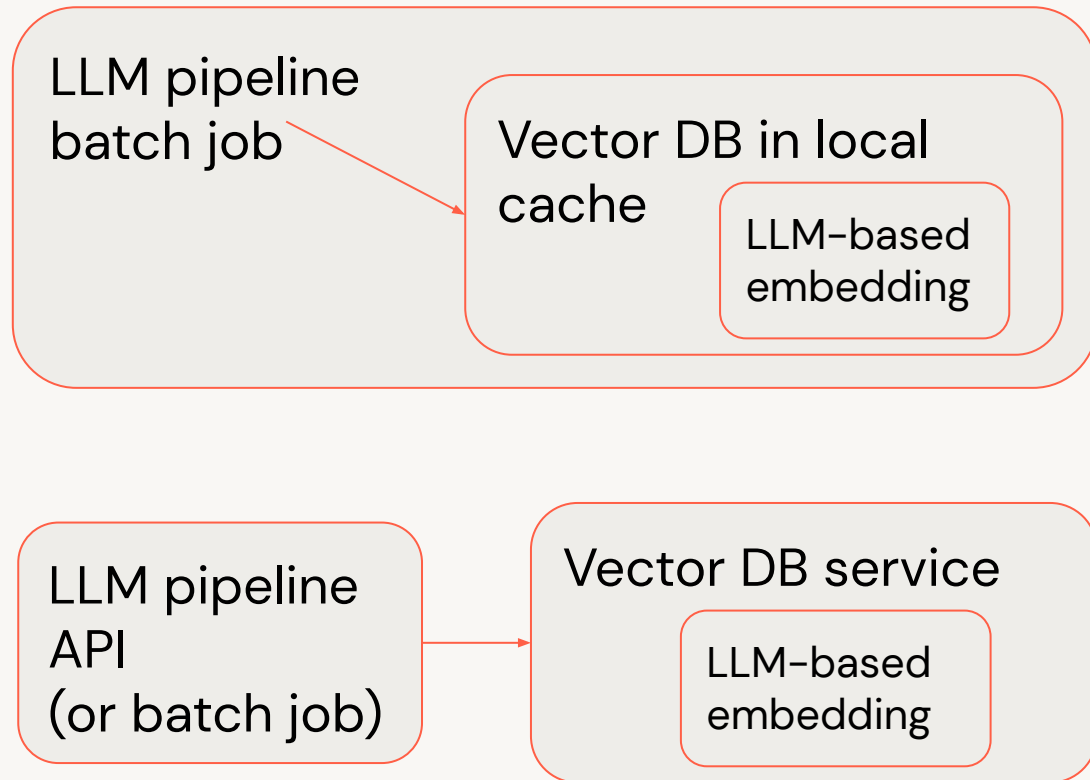 LLM pipeline
batch job
Vector DB in local
cache
LLM-based
embedding
LLM pipeline
API
(or batch job)
Vector DB service
LLM-based
embedding